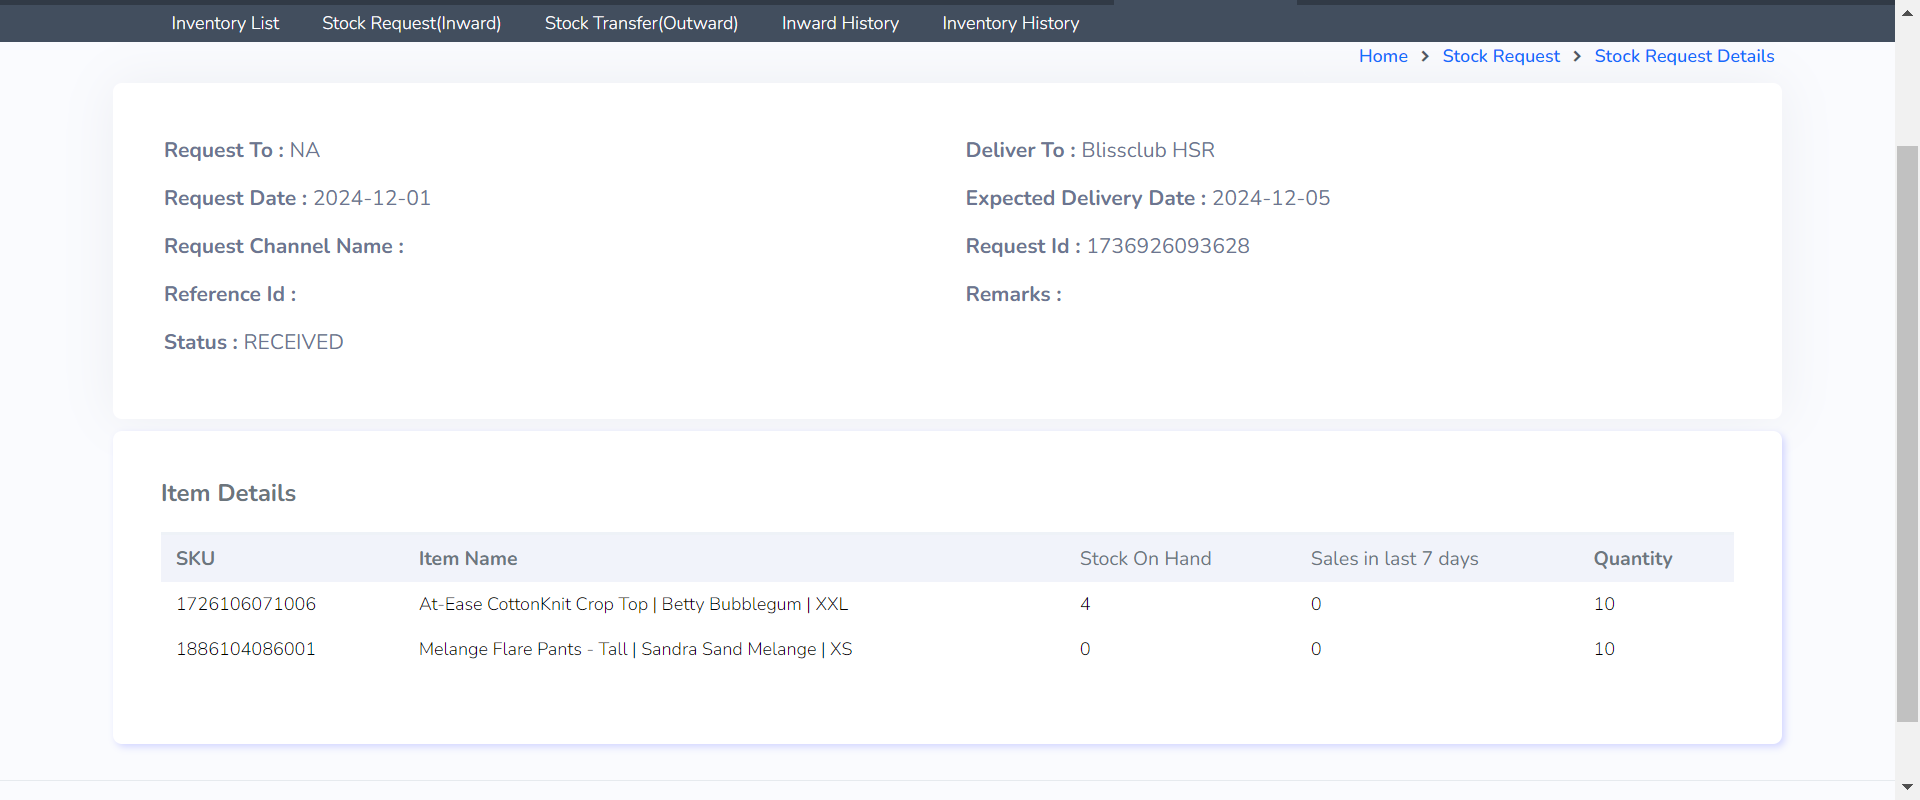 Inventory List Stock Request(Inward) Stock Transfer(Outward) Inward History Inventory History
Home > Stock Request > Stock Request Details
Request To : NA
Deliver To : Blissclub HSR
Request Date : 2024-12-01
Expected Delivery Date : 2024-12-05
Request Channel Name :
Request Id : 1736926093628
Reference Id :
Remarks :
Status : RECEIVED
Item Details
SKU Item Name Stock On Hand Sales in last 7 days Quantity
1726106071006 At-Ease CottonKnit Crop Top | Betty Bubblegum | XXL 4 0 10
1886104086001 Melange Flare Pants - Tall | Sandra Sand Melange | XS 0 0 10